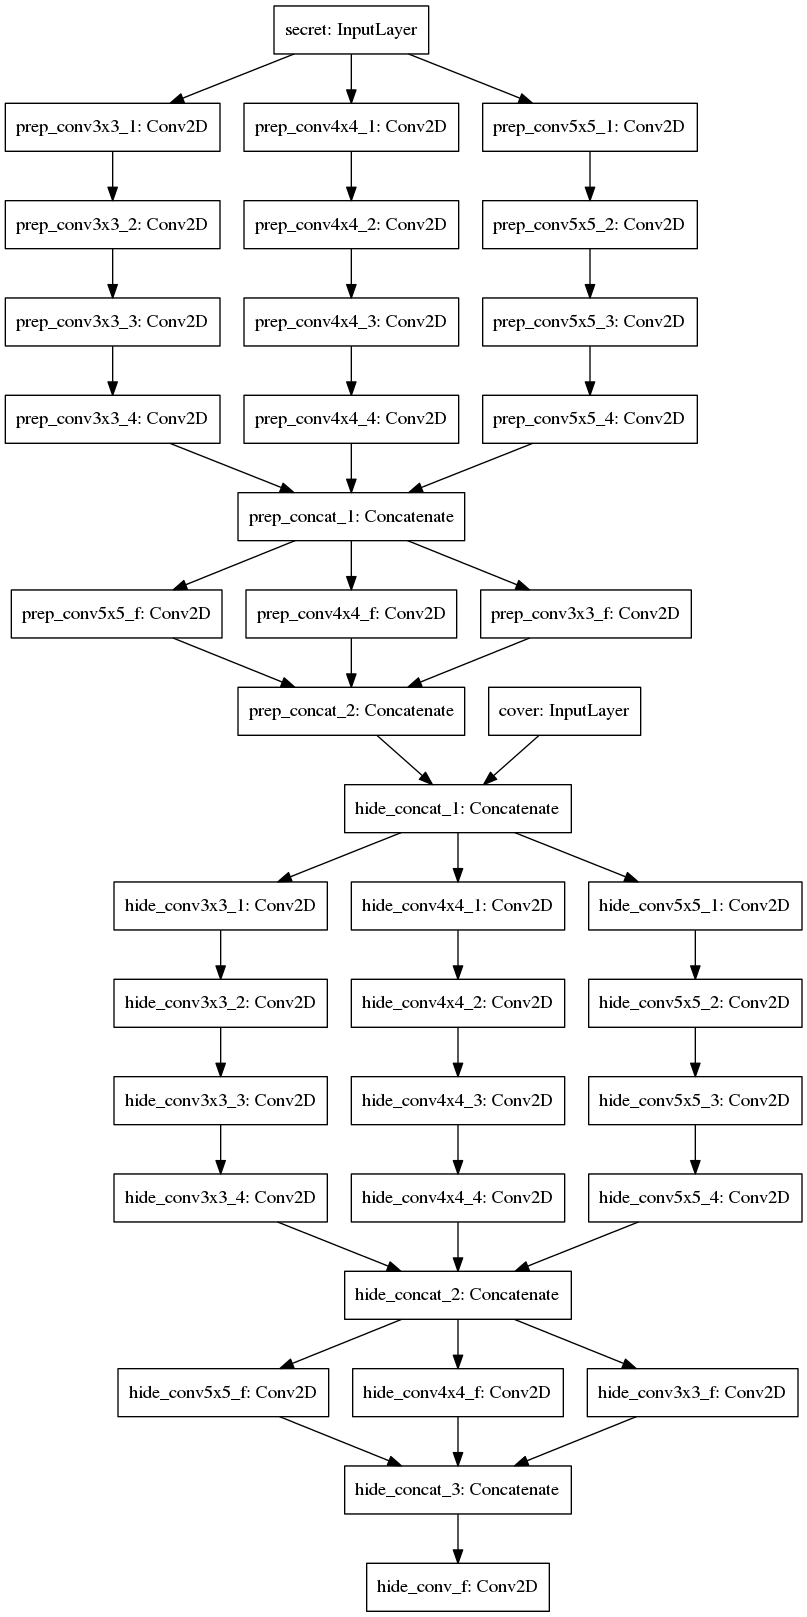 secret: InputLayer
prep_conv3x3_1: Conv2D
prep_conv4x4_1: Conv2D
prep_conv5x5_1: Conv2D
prep_conv3x3_2: Conv2D
prep_conv4x4_2: Conv2D
prep_conv5x5_2: Conv2D
prep_conv3x3_3: Conv2D
prep_conv4x4_3: Conv2D
prep_conv5x5_3: Conv2D
prep_conv3x3_4: Conv2D
prep_conv4x4_4: Conv2D
prep_conv5x5_4: Conv2D
prep_concat_1: Concatenate
prep_conv5x5_f: Conv2D
prep_conv4x4_f: Conv2D
prep_conv3x3_f: Conv2D
prep_concat_2: Concatenate
cover: InputLayer
hide_concat_1: Concatenate
hide_conv3x3_1: Conv2D
hide_conv4x4_1: Conv2D
hide_conv5x5_1: Conv2D
hide_conv3x3_2: Conv2D
hide_conv4x4_2: Conv2D
hide_conv5x5_2: Conv2D
hide_conv3x3_3: Conv2D
hide_conv4x4_3: Conv2D
hide_conv5x5_3: Conv2D
hide_conv3x3_4: Conv2D
hide_conv4x4_4: Conv2D
hide_conv5x5_4: Conv2D
hide_concat_2: Concatenate
hide_conv5x5_f: Conv2D
hide_conv4x4_f: Conv2D
hide_conv3x3_f: Conv2D
hide_concat_3: Concatenate
hide_conv_f: Conv2D